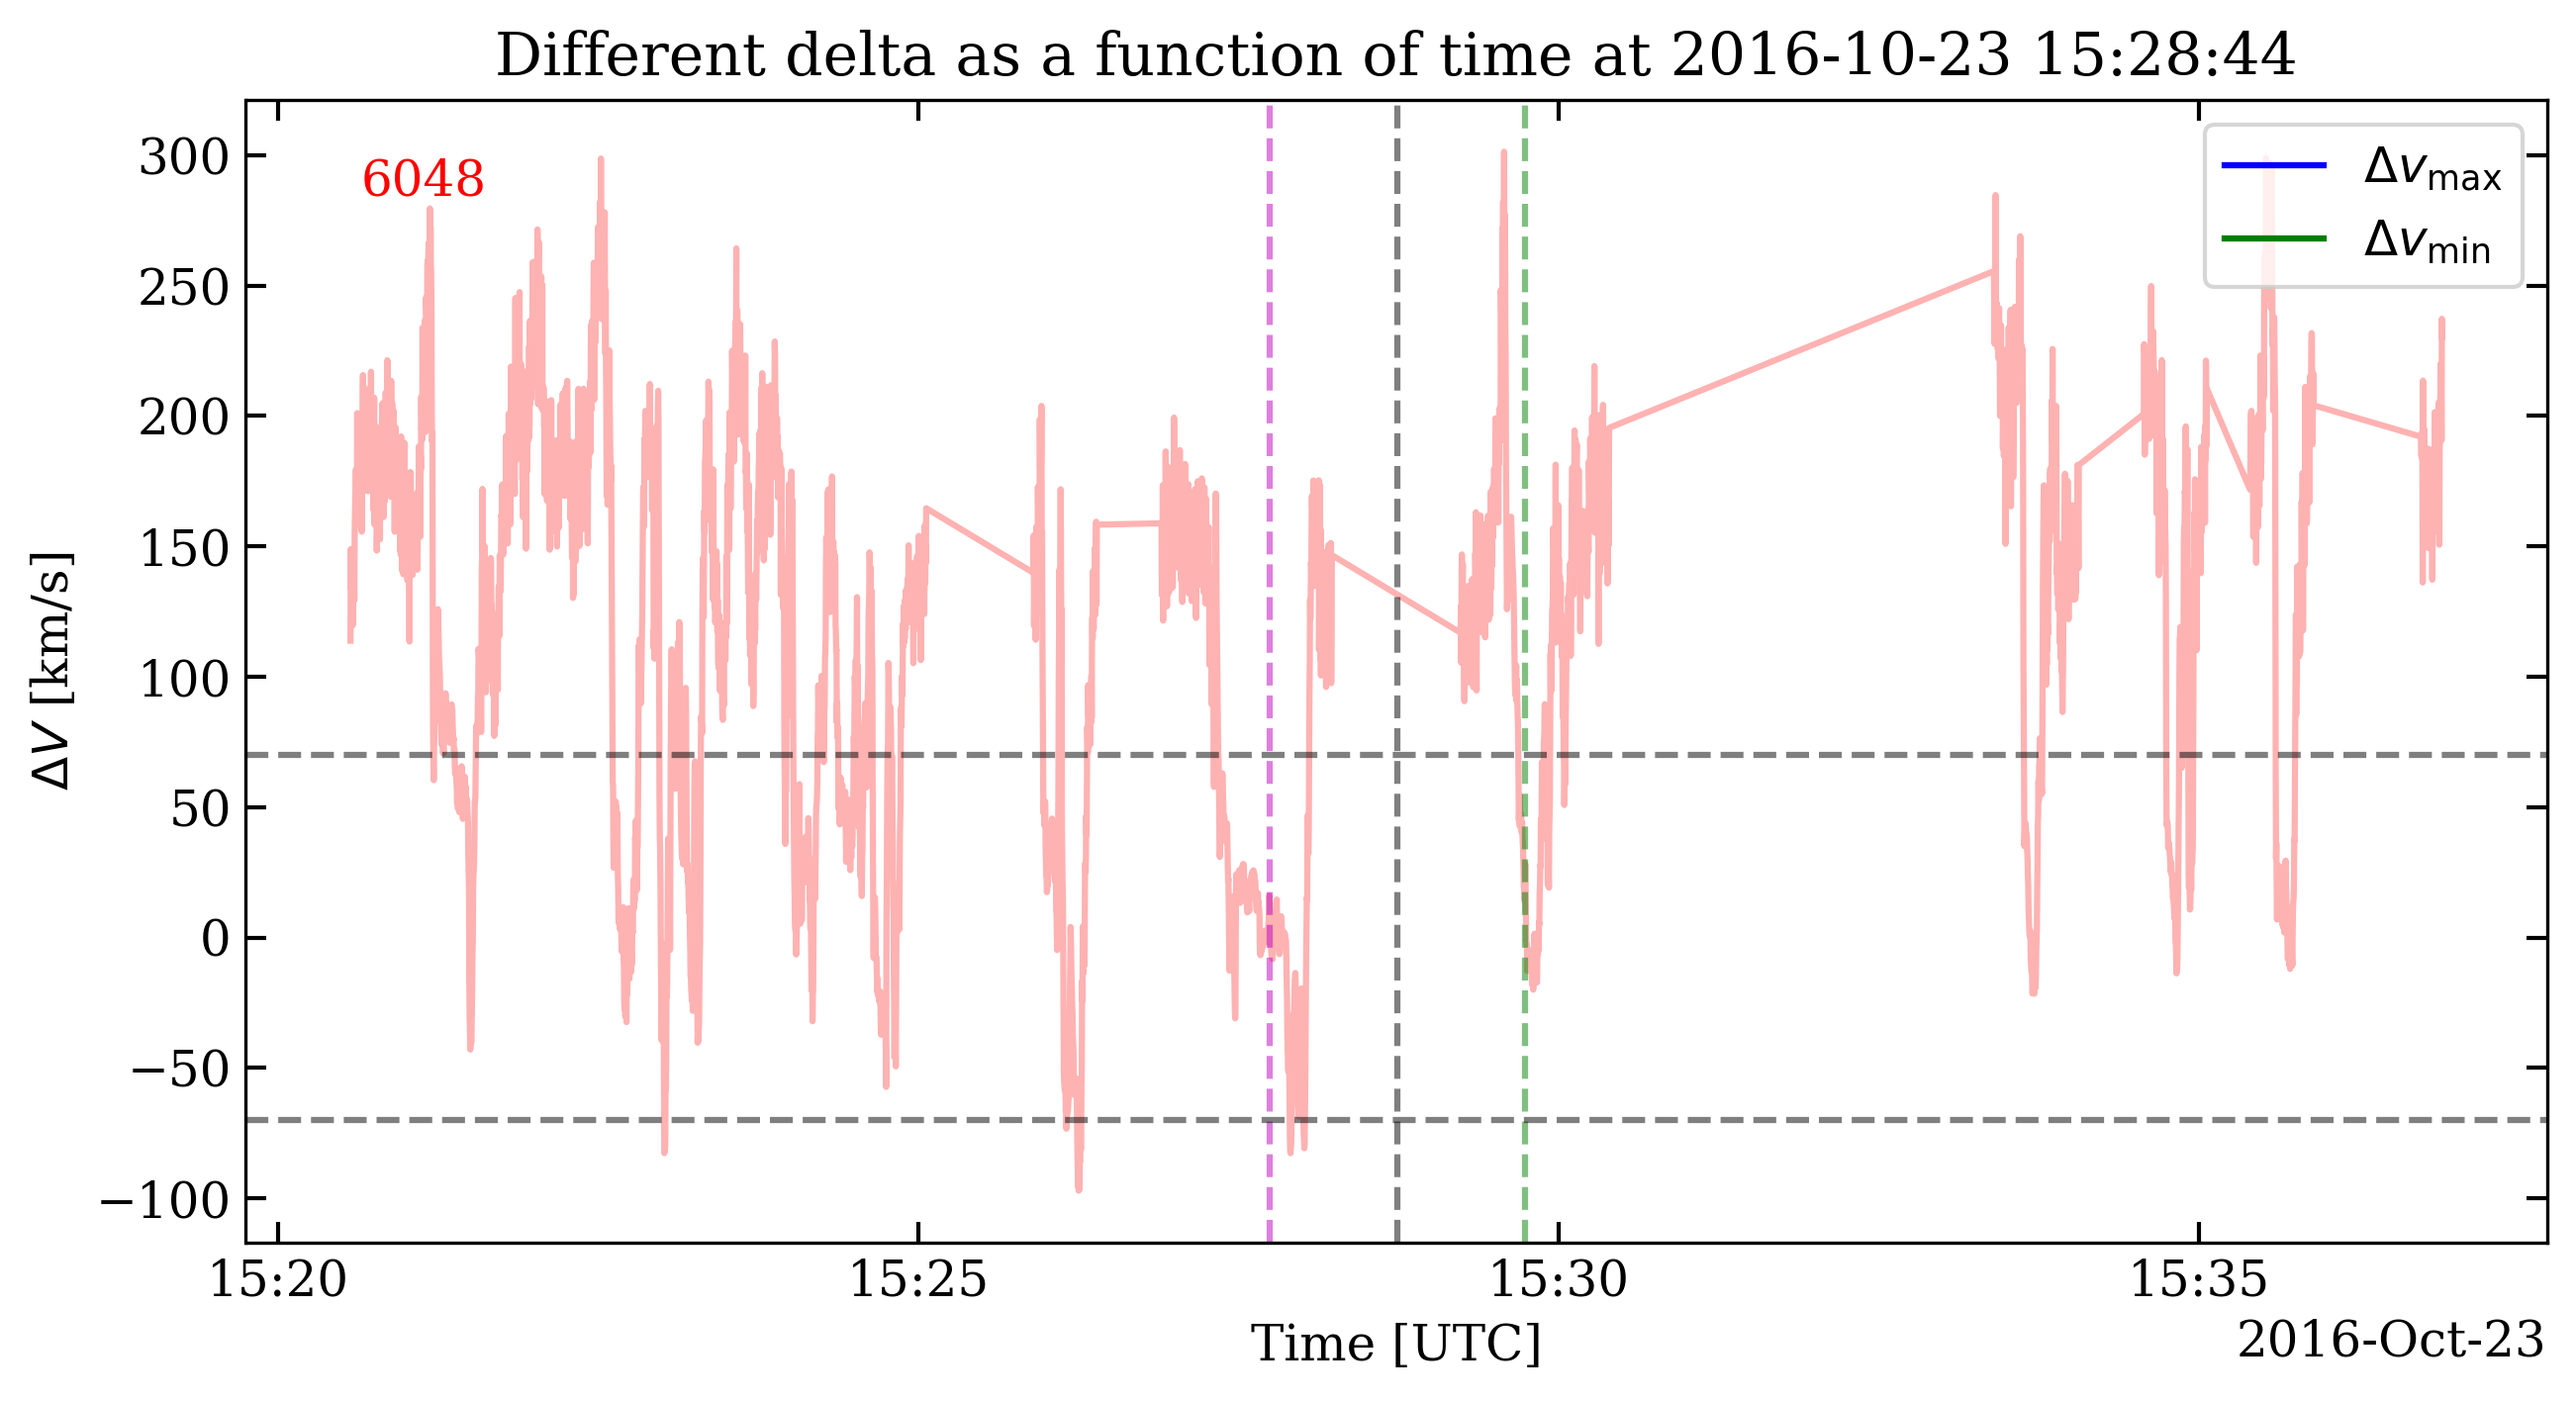 Different delta as a function of time at 2016-10-23 15:28:44
6048
Δv_max
Δv_min
300
250
200
150
100
50
0
−50
−100
ΔV [km/s]
15:20
15:25
15:30
15:35
Time [UTC]
2016-Oct-23